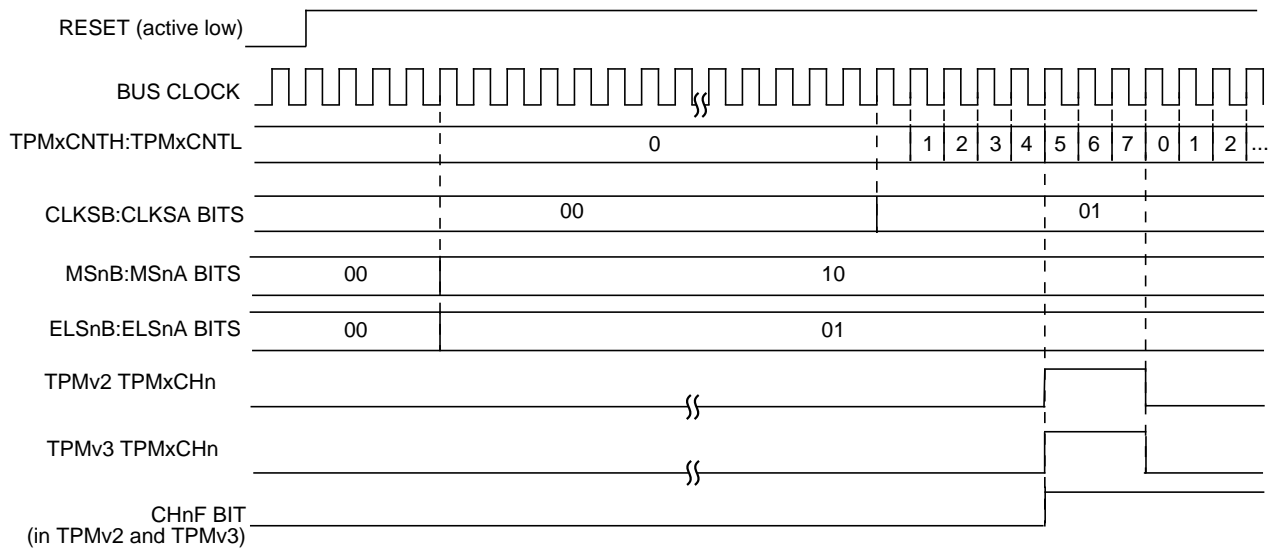 RESET (active low)
BUS CLOCK
TPMxCNTH:TPMxCNTL 0 1 2 3 4 5 6 7 0 1 2 ...
CLKSB:CLKSA BITS 00 01
MSnB:MSnA BITS 00 10
ELSnB:ELSnA BITS 00 01
TPMv2 TPMxCHn
TPMv3 TPMxCHn
CHnF BIT
(in TPMv2 and TPMv3)